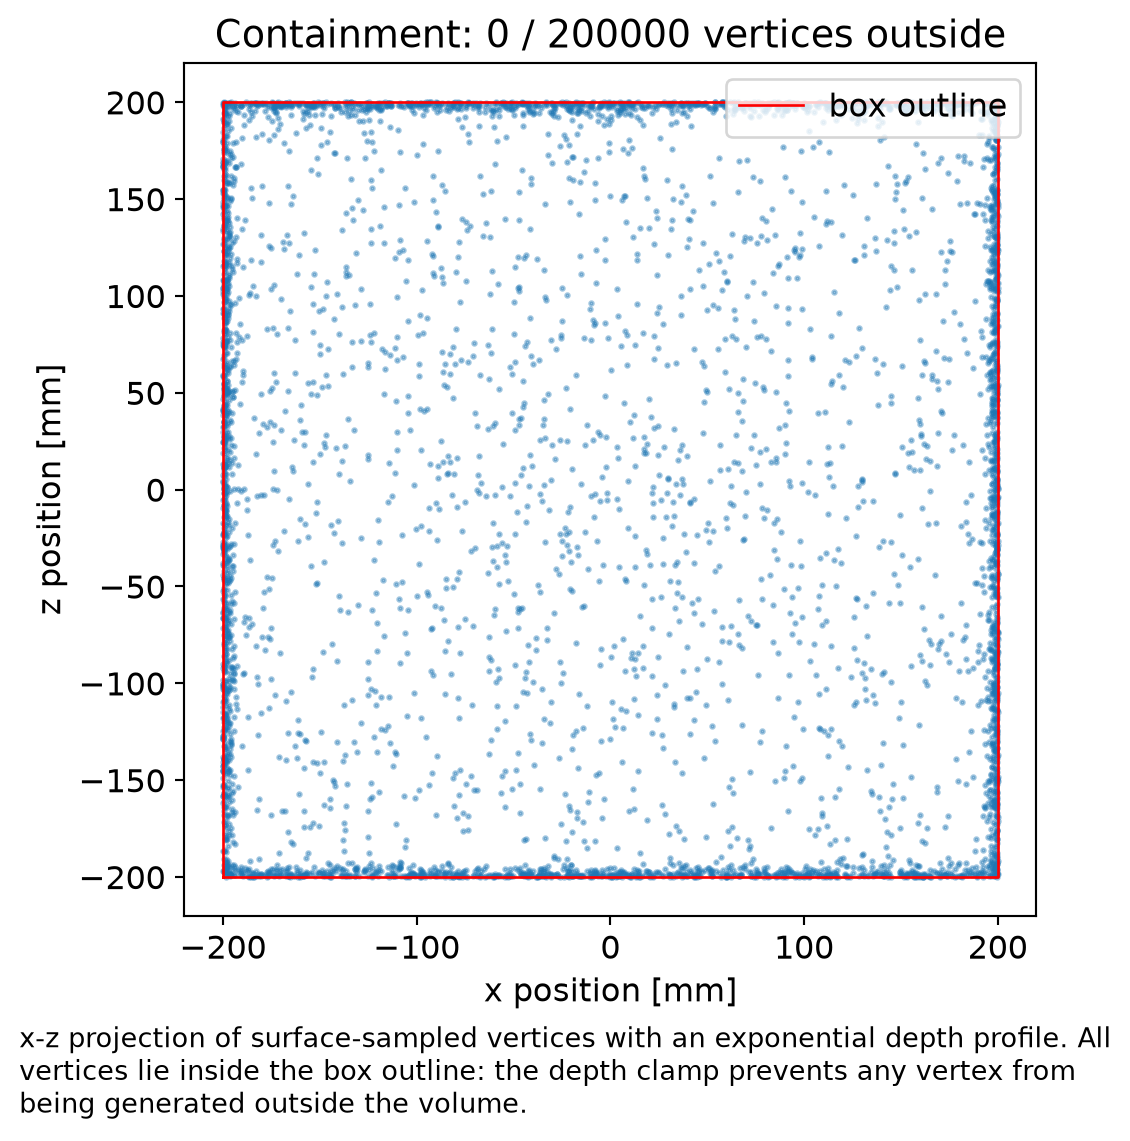 Containment: 0 / 200000 vertices outside
box outline
200
150
100
50
0
−50
−100
−150
−200
z position [mm]
−200
−100
0
100
200
x position [mm]
x-z projection of surface-sampled vertices with an exponential depth profile. All
vertices lie inside the box outline: the depth clamp prevents any vertex from
being generated outside the volume.